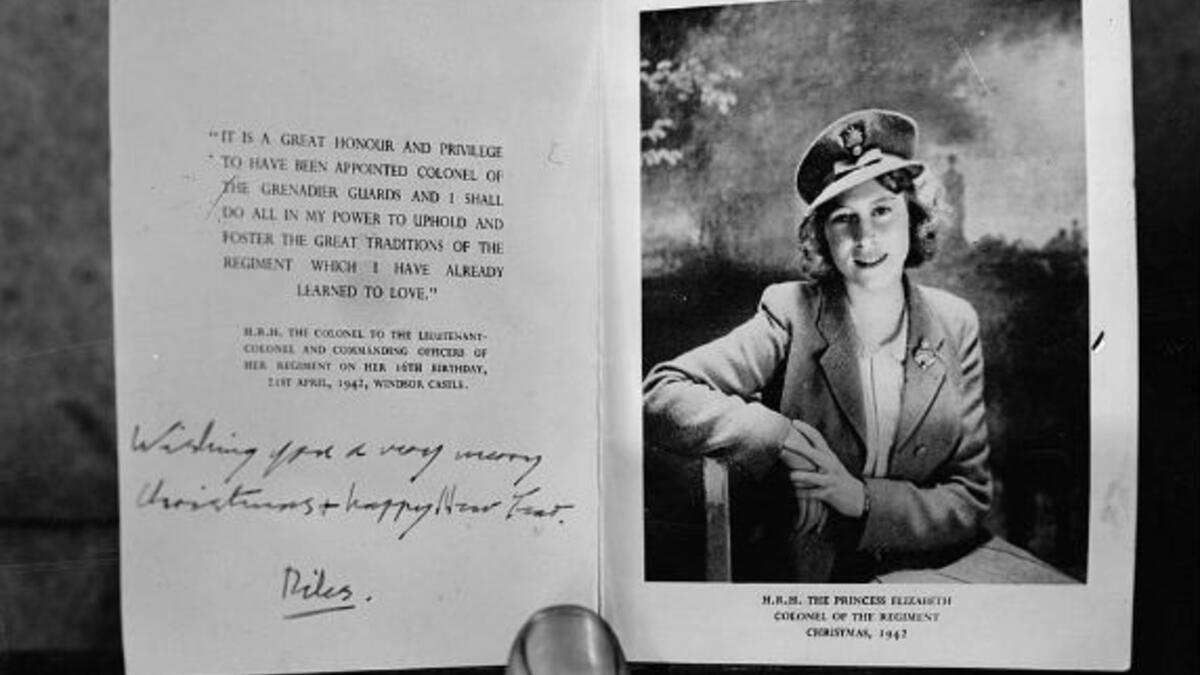 "IT IS A GREAT HONOUR AND PRIVILEGE
TO HAVE BEEN APPOINTED COLONEL OF
THE GRENADIER GUARDS AND I SHALL
DO ALL IN MY POWER TO UPHOLD AND
FOSTER THE GREAT TRADITIONS OF THE
REGIMENT WHICH I HAVE ALREADY
LEARNED TO LOVE."
H.R.H. THE COLONEL TO THE LIEUTENANT-
COLONEL AND COMMANDING OFFICERS OF
HER REGIMENT ON HER 16TH BIRTHDAY,
21ST APRIL, 1942, WINDSOR CASTLE.
Wishing you a very merry
Christmas + happy New Year.
H.R.H. THE PRINCESS ELIZABETH
COLONEL OF THE REGIMENT
CHRISTMAS, 1942